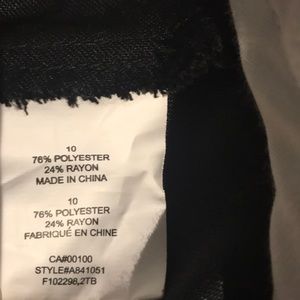 10
76% POLYESTER
24% RAYON
MADE IN CHINA
10
76% POLYESTER
24% RAYON
FABRIQUÉ EN CHINE
CA#00100
STYLE#A841051
F102298,2TB